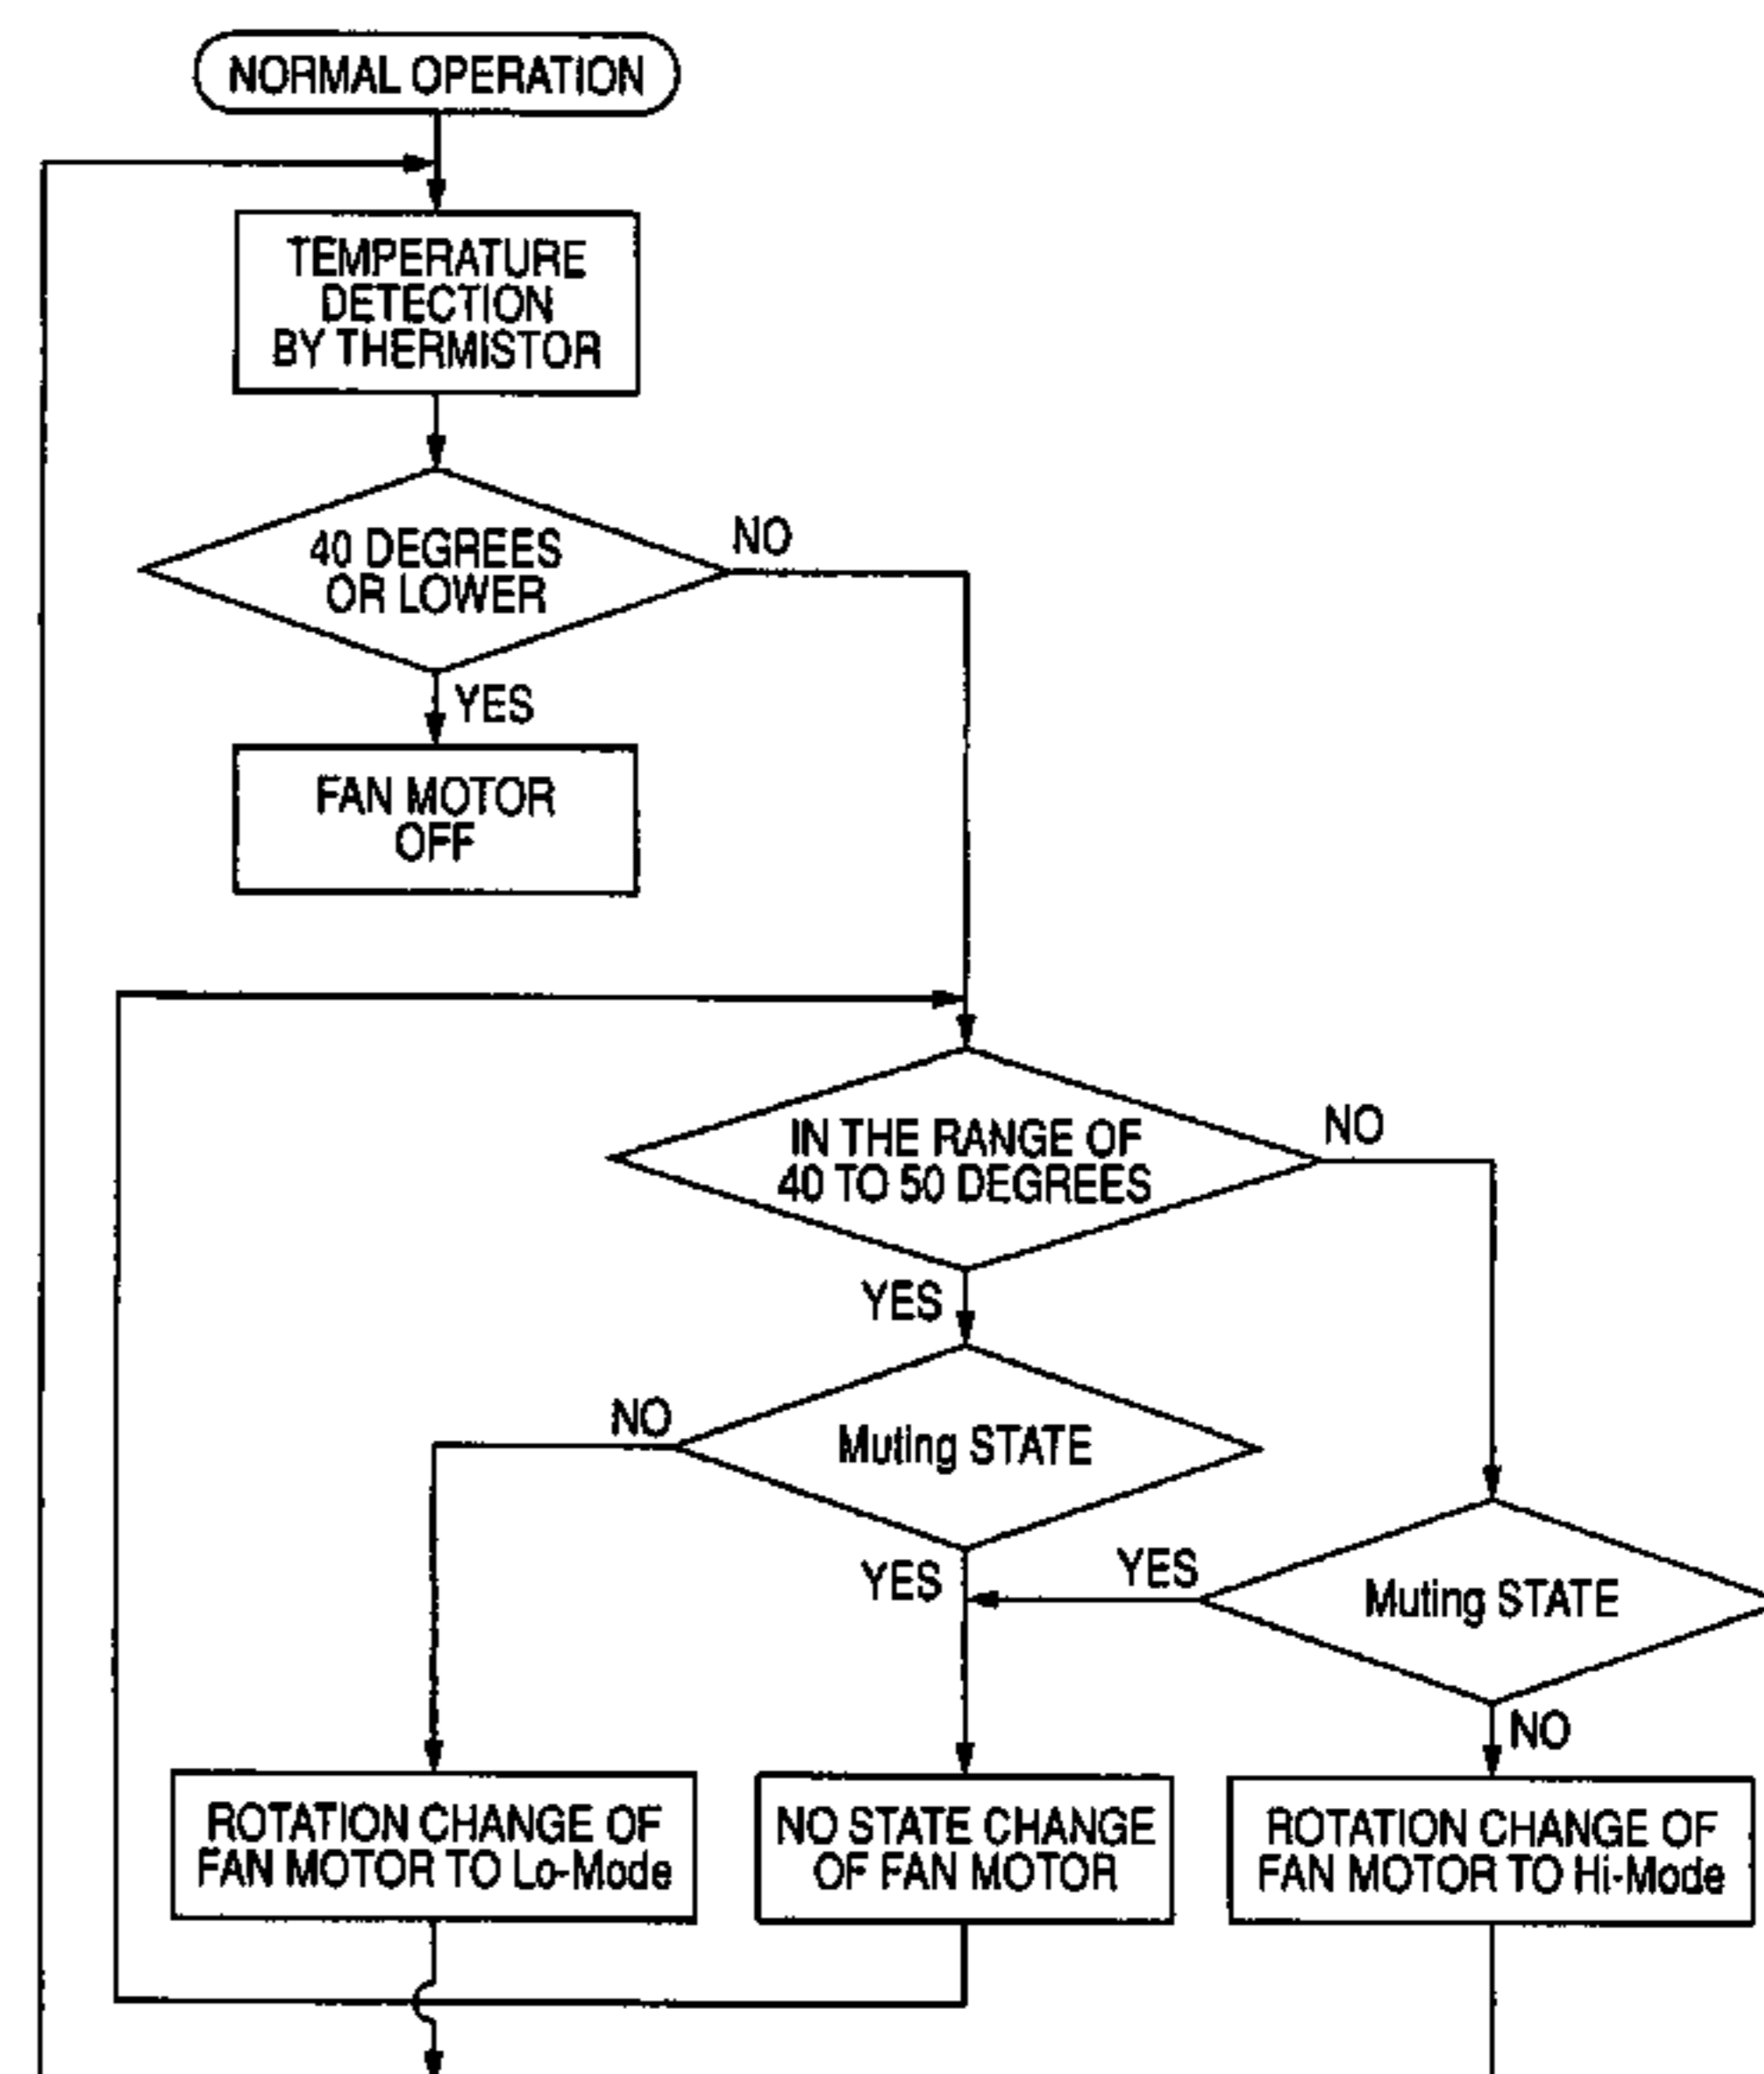 NORMAL OPERATION
TEMPERATURE
DETECTION
BY THERMISTOR
40 DEGREES
OR LOWER
NO
YES
FAN MOTOR
OFF
IN THE RANGE OF
40 TO 50 DEGREES
NO
YES
Muting STATE
NO
YES
Muting STATE
YES
NO
ROTATION CHANGE OF
FAN MOTOR TO Lo-Mode
NO STATE CHANGE
OF FAN MOTOR
ROTATION CHANGE OF
FAN MOTOR TO Hi-Mode